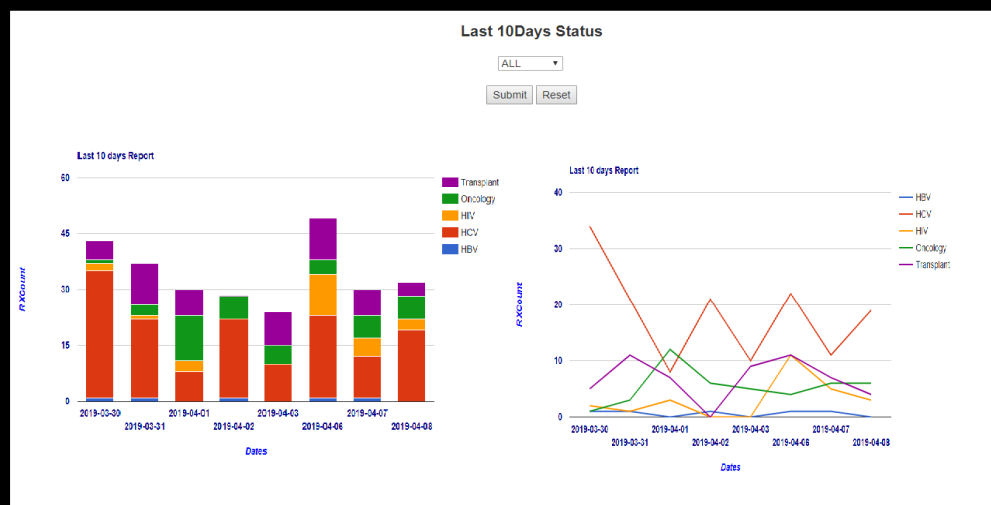 Last 10Days Status
ALL
Submit Reset
Last 10 days Report
60
45
30
15
0
RXCount
2019-03-30
2019-03-31
2019-04-01
2019-04-02
2019-04-03
2019-04-06
2019-04-07
2019-04-08
Dates
Transplant
Oncology
HIV
HCV
HBV
Last 10 days Report
40
30
20
10
0
RXCount
2019-03-30
2019-03-31
2019-04-01
2019-04-02
2019-04-03
2019-04-06
2019-04-07
2019-04-08
Dates
HBV
HCV
HIV
Oncology
Transplant